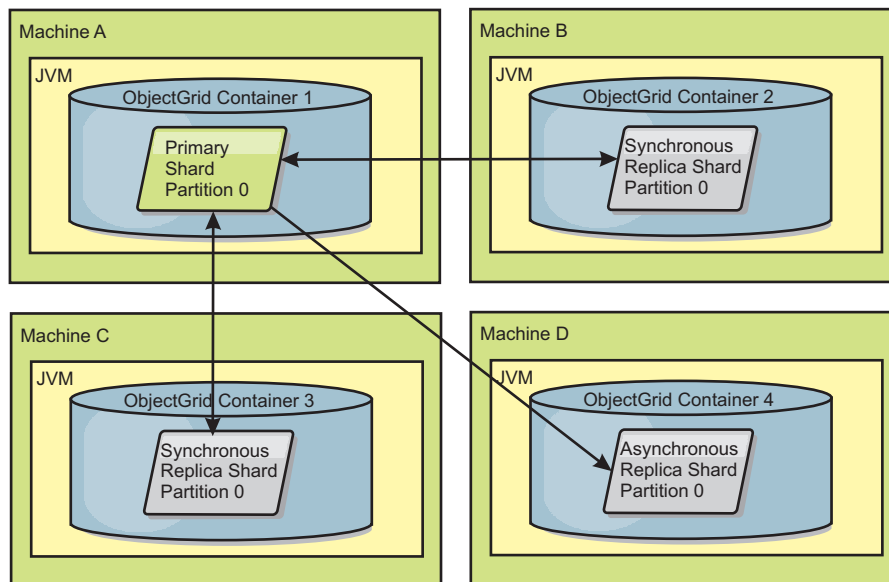 Machine A
JVM
ObjectGrid Container 1
Primary
Shard
Partition 0
Machine B
JVM
ObjectGrid Container 2
Synchronous
Replica Shard
Partition 0
Machine C
JVM
ObjectGrid Container 3
Synchronous
Replica Shard
Partition 0
Machine D
JVM
ObjectGrid Container 4
Asynchronous
Replica Shard
Partition 0